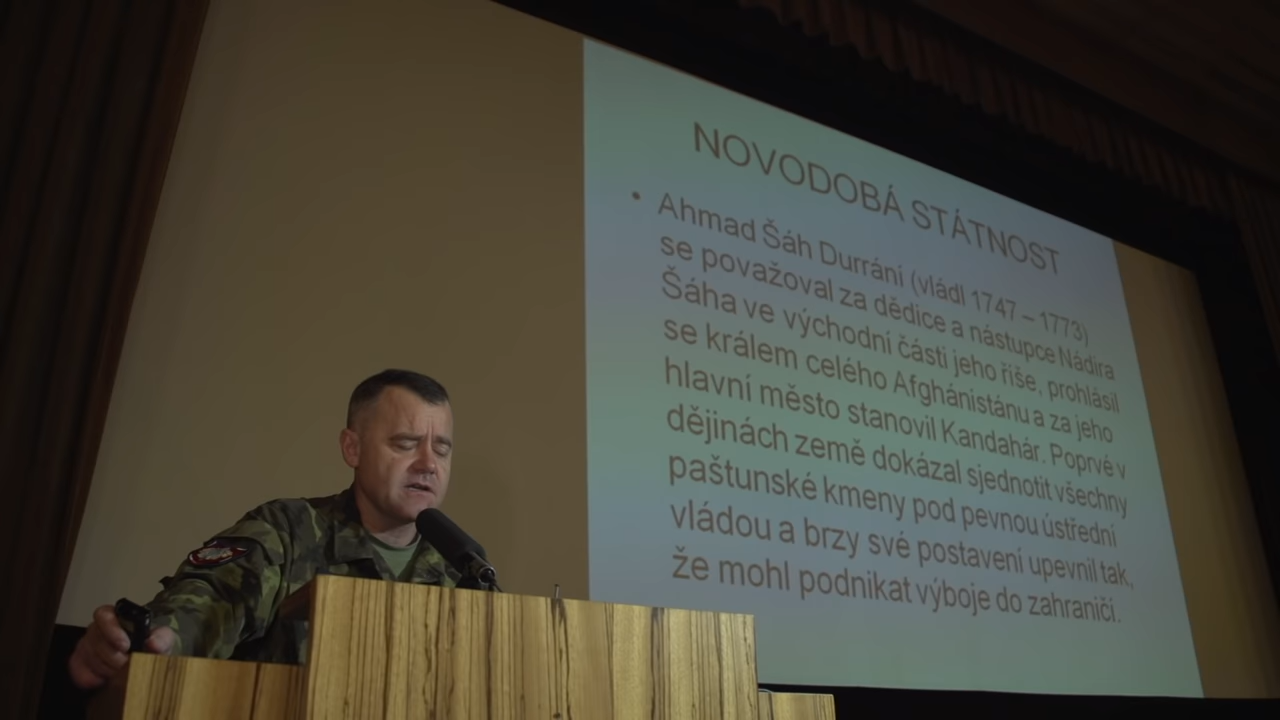 NOVODOBÁ STÁTNOST
• Ahmad Šáh Durrání (vládl 1747 – 1773)
se považoval za dědice a nástupce Nádira
Šáha ve východní části jeho říše, prohlásil
se králem celého Afghánistánu a za jeho
hlavní město stanovil Kandahár. Poprvé v
dějinách země dokázal sjednotit všechny
paštunské kmeny pod pevnou ústřední
vládou a brzy své postavení upevnil tak,
že mohl podnikat výboje do zahraničí.